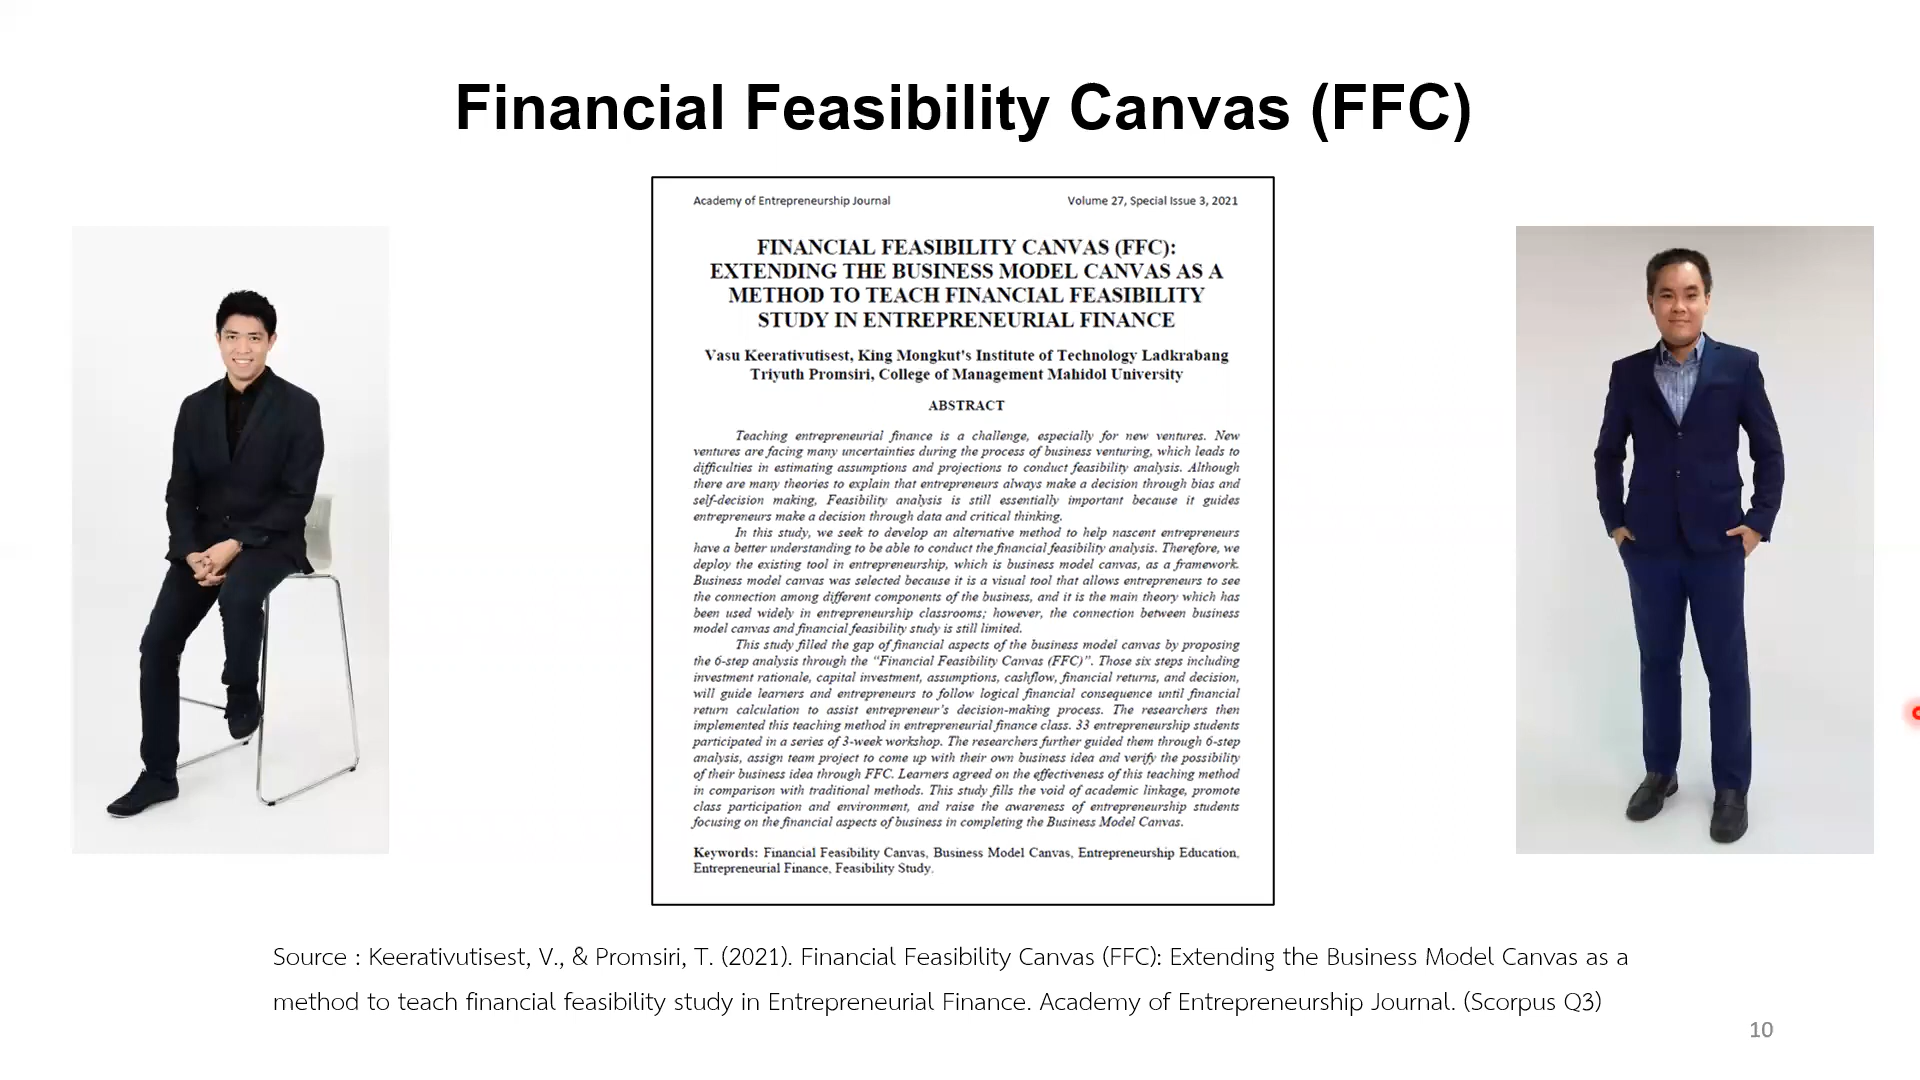 Financial Feasibility Canvas (FFC)
Academy of Entrepreneurship Journal Volume 27, Special Issue 3, 2021
FINANCIAL FEASIBILITY CANVAS (FFC):
EXTENDING THE BUSINESS MODEL CANVAS AS A
METHOD TO TEACH FINANCIAL FEASIBILITY
STUDY IN ENTREPRENEURIAL FINANCE
Vasu Keerativutisest, King Mongkut's Institute of Technology Ladkrabang
Triyuth Promsiri, College of Management Mahidol University
ABSTRACT
Teaching entrepreneurial finance is a challenge, especially for new ventures. New
ventures are facing many uncertainties during the process of business venturing, which leads to
difficulties in estimating assumptions and projections to conduct feasibility analysis. Although
there are many theories to explain that entrepreneurs always make a decision through bias and
self-decision making, Feasibility analysis is still essentially important because it guides
entrepreneurs make a decision through data and critical thinking.
In this study, we seek to develop an alternative method to help nascent entrepreneurs
have a better understanding to be able to conduct the financial feasibility analysis. Therefore, we
deploy the existing tool in entrepreneurship, which is business model canvas, as a framework.
Business model canvas was selected because it is a visual tool that allows entrepreneurs to see
the connection among different components of the business, and it is the main theory which has
been used widely in entrepreneurship classrooms; however, the connection between business
model canvas and financial feasibility study is still limited.
This study filled the gap of financial aspects of the business model canvas by proposing
the 6-step analysis through the “Financial Feasibility Canvas (FFC)”. Those six steps including
investment rationale, capital investment, assumptions, cashflow, financial returns, and decision,
will guide learners and entrepreneurs to follow logical financial consequence until financial
return calculation to assist entrepreneur’s decision-making process. The researchers then
implemented this teaching method in entrepreneurial finance class. 33 entrepreneurship students
participated in a series of 3-week workshop. The researchers further guided them through 6-step
analysis, assign team project to come up with their own business idea and verify the possibility
of their business idea through FFC. Learners agreed on the effectiveness of this teaching method
in comparison with traditional methods. This study fills the void of academic linkage, promote
class participation and environment, and raise the awareness of entrepreneurship students
focusing on the financial aspects of business in completing the Business Model Canvas.
Keywords: Financial Feasibility Canvas, Business Model Canvas, Entrepreneurship Education,
Entrepreneurial Finance, Feasibility Study.
Source : Keerativutisest, V., & Promsiri, T. (2021). Financial Feasibility Canvas (FFC): Extending the Business Model Canvas as a
method to teach financial feasibility study in Entrepreneurial Finance. Academy of Entrepreneurship Journal. (Scorpus Q3)
10